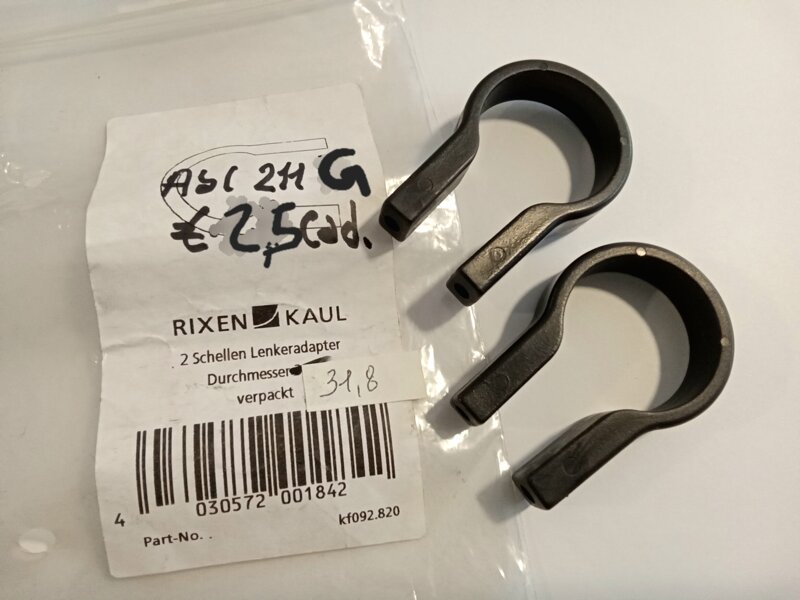 ASC 211 G
€ 2,5 cad.
RIXEN KAUL
2 Schellen Lenkeradapter
Durchmesser
31,8
verpackt
4 030572 001842
Part-No. .
kf092.820